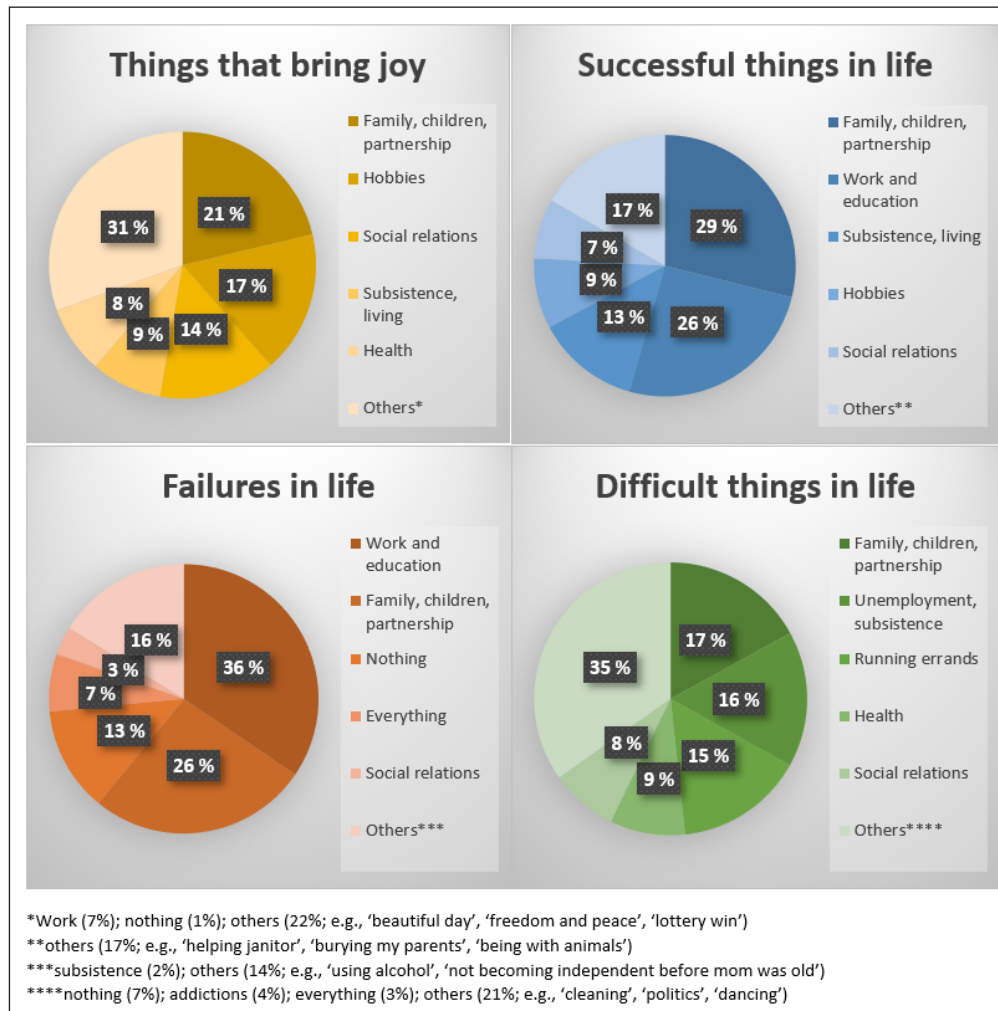 Things that bring joy
21 %
17 %
14 %
9 %
8 %
31 %
Family, children,
partnership
Hobbies
Social relations
Subsistence,
living
Health
Others*
Successful things in life
29 %
26 %
13 %
9 %
7 %
17 %
Family, children,
partnership
Work and
education
Subsistence, living
Hobbies
Social relations
Others**
Failures in life
36 %
26 %
13 %
7 %
3 %
16 %
Work and
education
Family, children,
partnership
Nothing
Everything
Social relations
Others***
Difficult things in life
17 %
16 %
15 %
9 %
8 %
35 %
Family, children,
partnership
Unemployment,
subsistence
Running errands
Health
Social relations
Others****
*Work (7%); nothing (1%); others (22%; e.g., ‘beautiful day’, ‘freedom and peace’, ‘lottery win’)
**others (17%; e.g., ‘helping janitor’, ‘burying my parents’, ‘being with animals’)
***subsistence (2%); others (14%; e.g., ‘using alcohol’, ‘not becoming independent before mom was old’)
****nothing (7%); addictions (4%); everything (3%); others (21%; e.g., ‘cleaning’, ‘politics’, ‘dancing’)